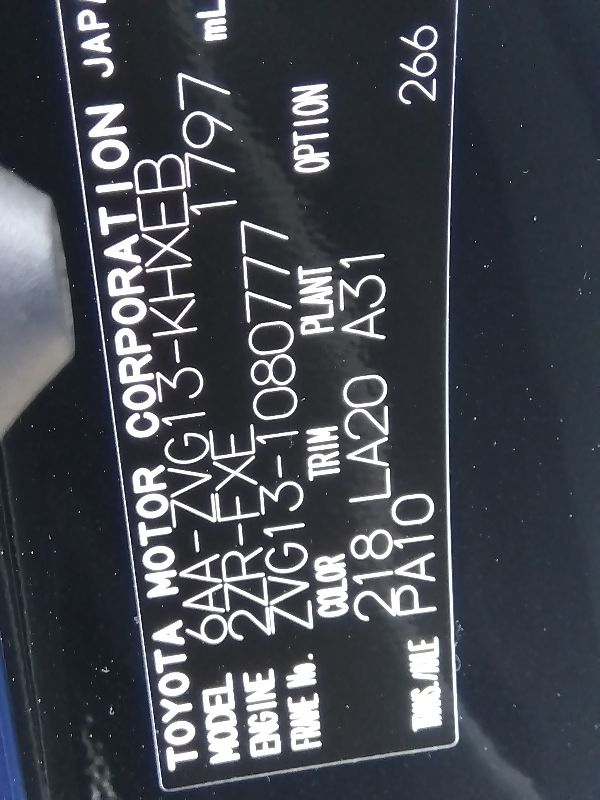 TOYOTA MOTOR CORPORATION JAPA
MODEL 6AA-ZVG13-KHXEB
ENGINE 2ZR-FXE 1797 mL
FRAME No. ZVG13-1080777
COLOR TRIM PLANT OPTION
218 LA20 A31
TRANS./AXLE PA10 266